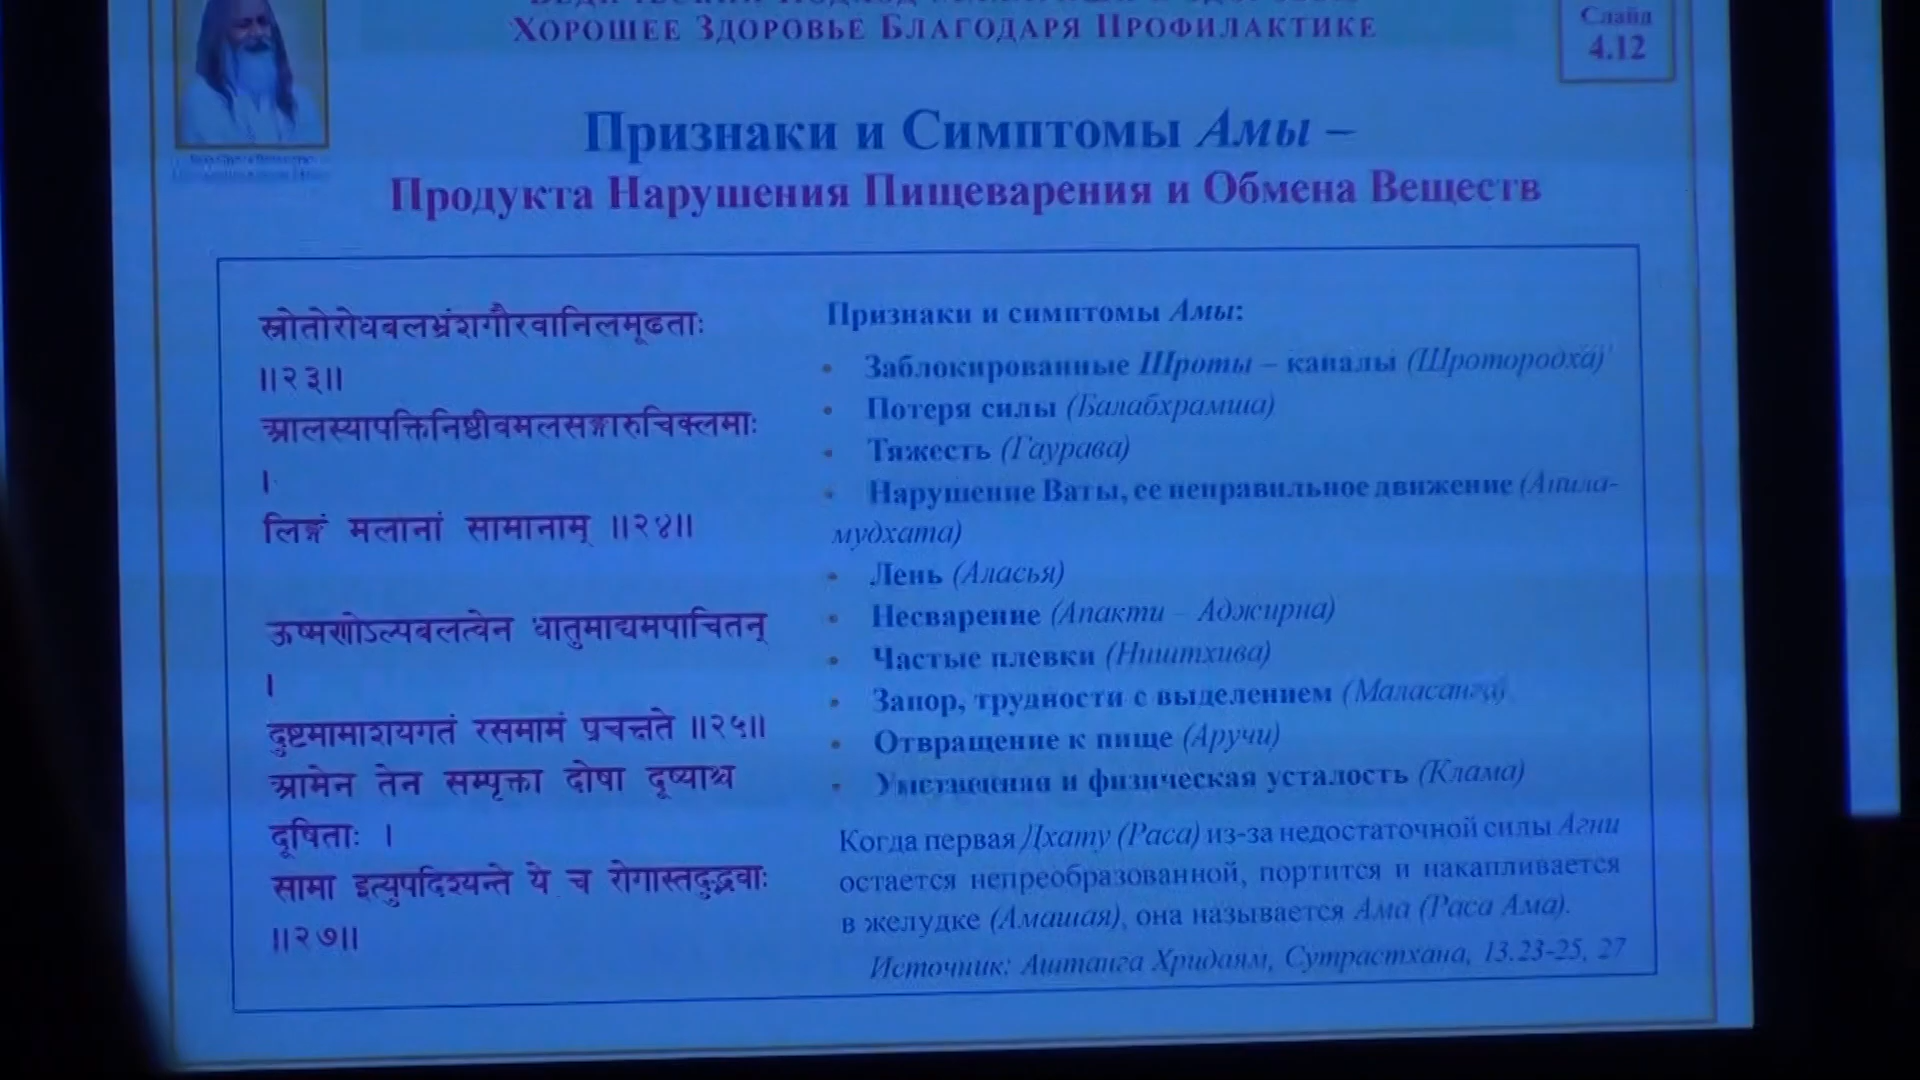 Хорошее Здоровье Благодаря Профилактике
Слайд
4.12
Признаки и Симптомы Амы –
Продукта Нарушения Пищеварения и Обмена Веществ
स्रोतोरोधबलभ्रंशगौरवानिलमूढताः
॥२३॥
आलस्यापक्तिनिष्ठीवमलसङ्गारुचिक्लमाः
।
लिङ्गं मलानां सामानाम् ॥२४॥
ऊष्मणोऽल्पबलत्वेन धातुमाद्यमपाचितन्
।
दुष्टमामाशयगतं रसमामं प्रचक्षते ॥२५॥
आमेन तेन सम्पृक्ता दोषा दूष्याश्च
दूषिताः ।
सामा इत्युपदिश्यन्ते ये च रोगास्तदुद्भवाः
॥२७॥
Признаки и симптомы Амы:
• Заблокированные Шроты – каналы (Шротородха)
• Потеря силы (Балабхрамша)
• Тяжесть (Гаурава)
• Нарушение Ваты, ее неправильное движение (Анила-
мудхата)
• Лень (Аласья)
• Несварение (Апакти – Аджирна)
• Частые плевки (Ништхива)
• Запор, трудности с выделением (Маласанга)
• Отвращение к пище (Аручи)
• Умственная и физическая усталость (Клама)
Когда первая Дхату (Раса) из-за недостаточной силы Агни
остается непреобразованной, портится и накапливается
в желудке (Амашая), она называется Ама (Раса Ама).
Источник: Аштанга Хридаям, Сутрастхана, 13.23-25, 27